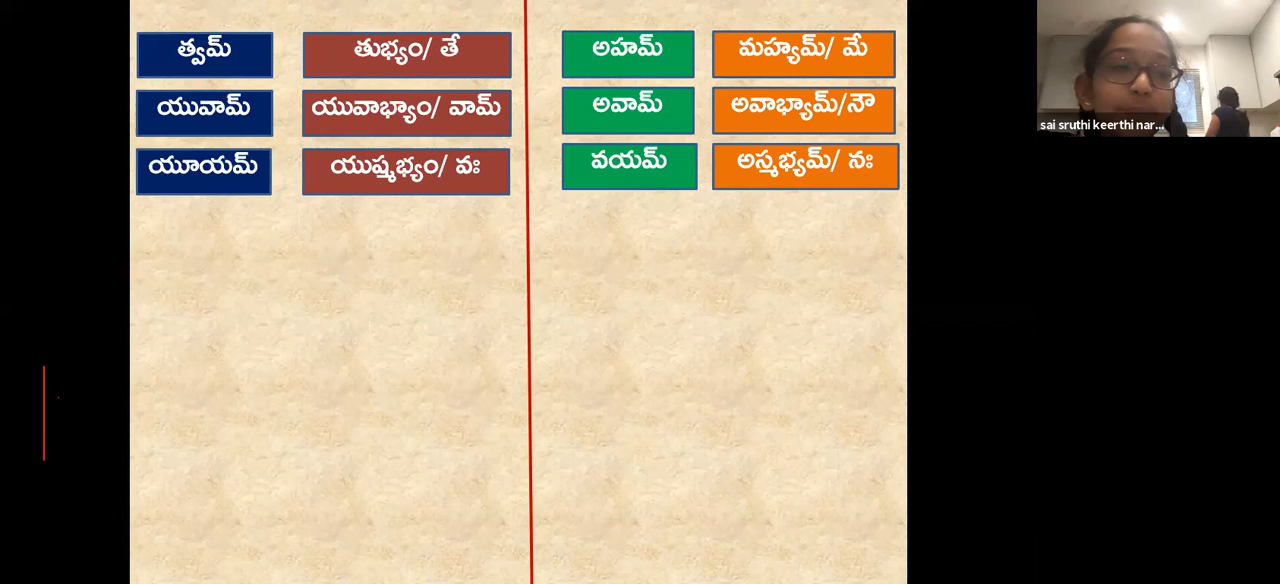 త్వమ్ తుభ్యం/ తే అహమ్ మహ్యమ్/ మే
యువామ్ యువాభ్యాం/ వామ్ అవామ్ అవాభ్యామ్/నౌ
యూయమ్ యుష్మభ్యం/ వః వయమ్ అస్మభ్యమ్/ నః
sai sruthi keerthi nar...